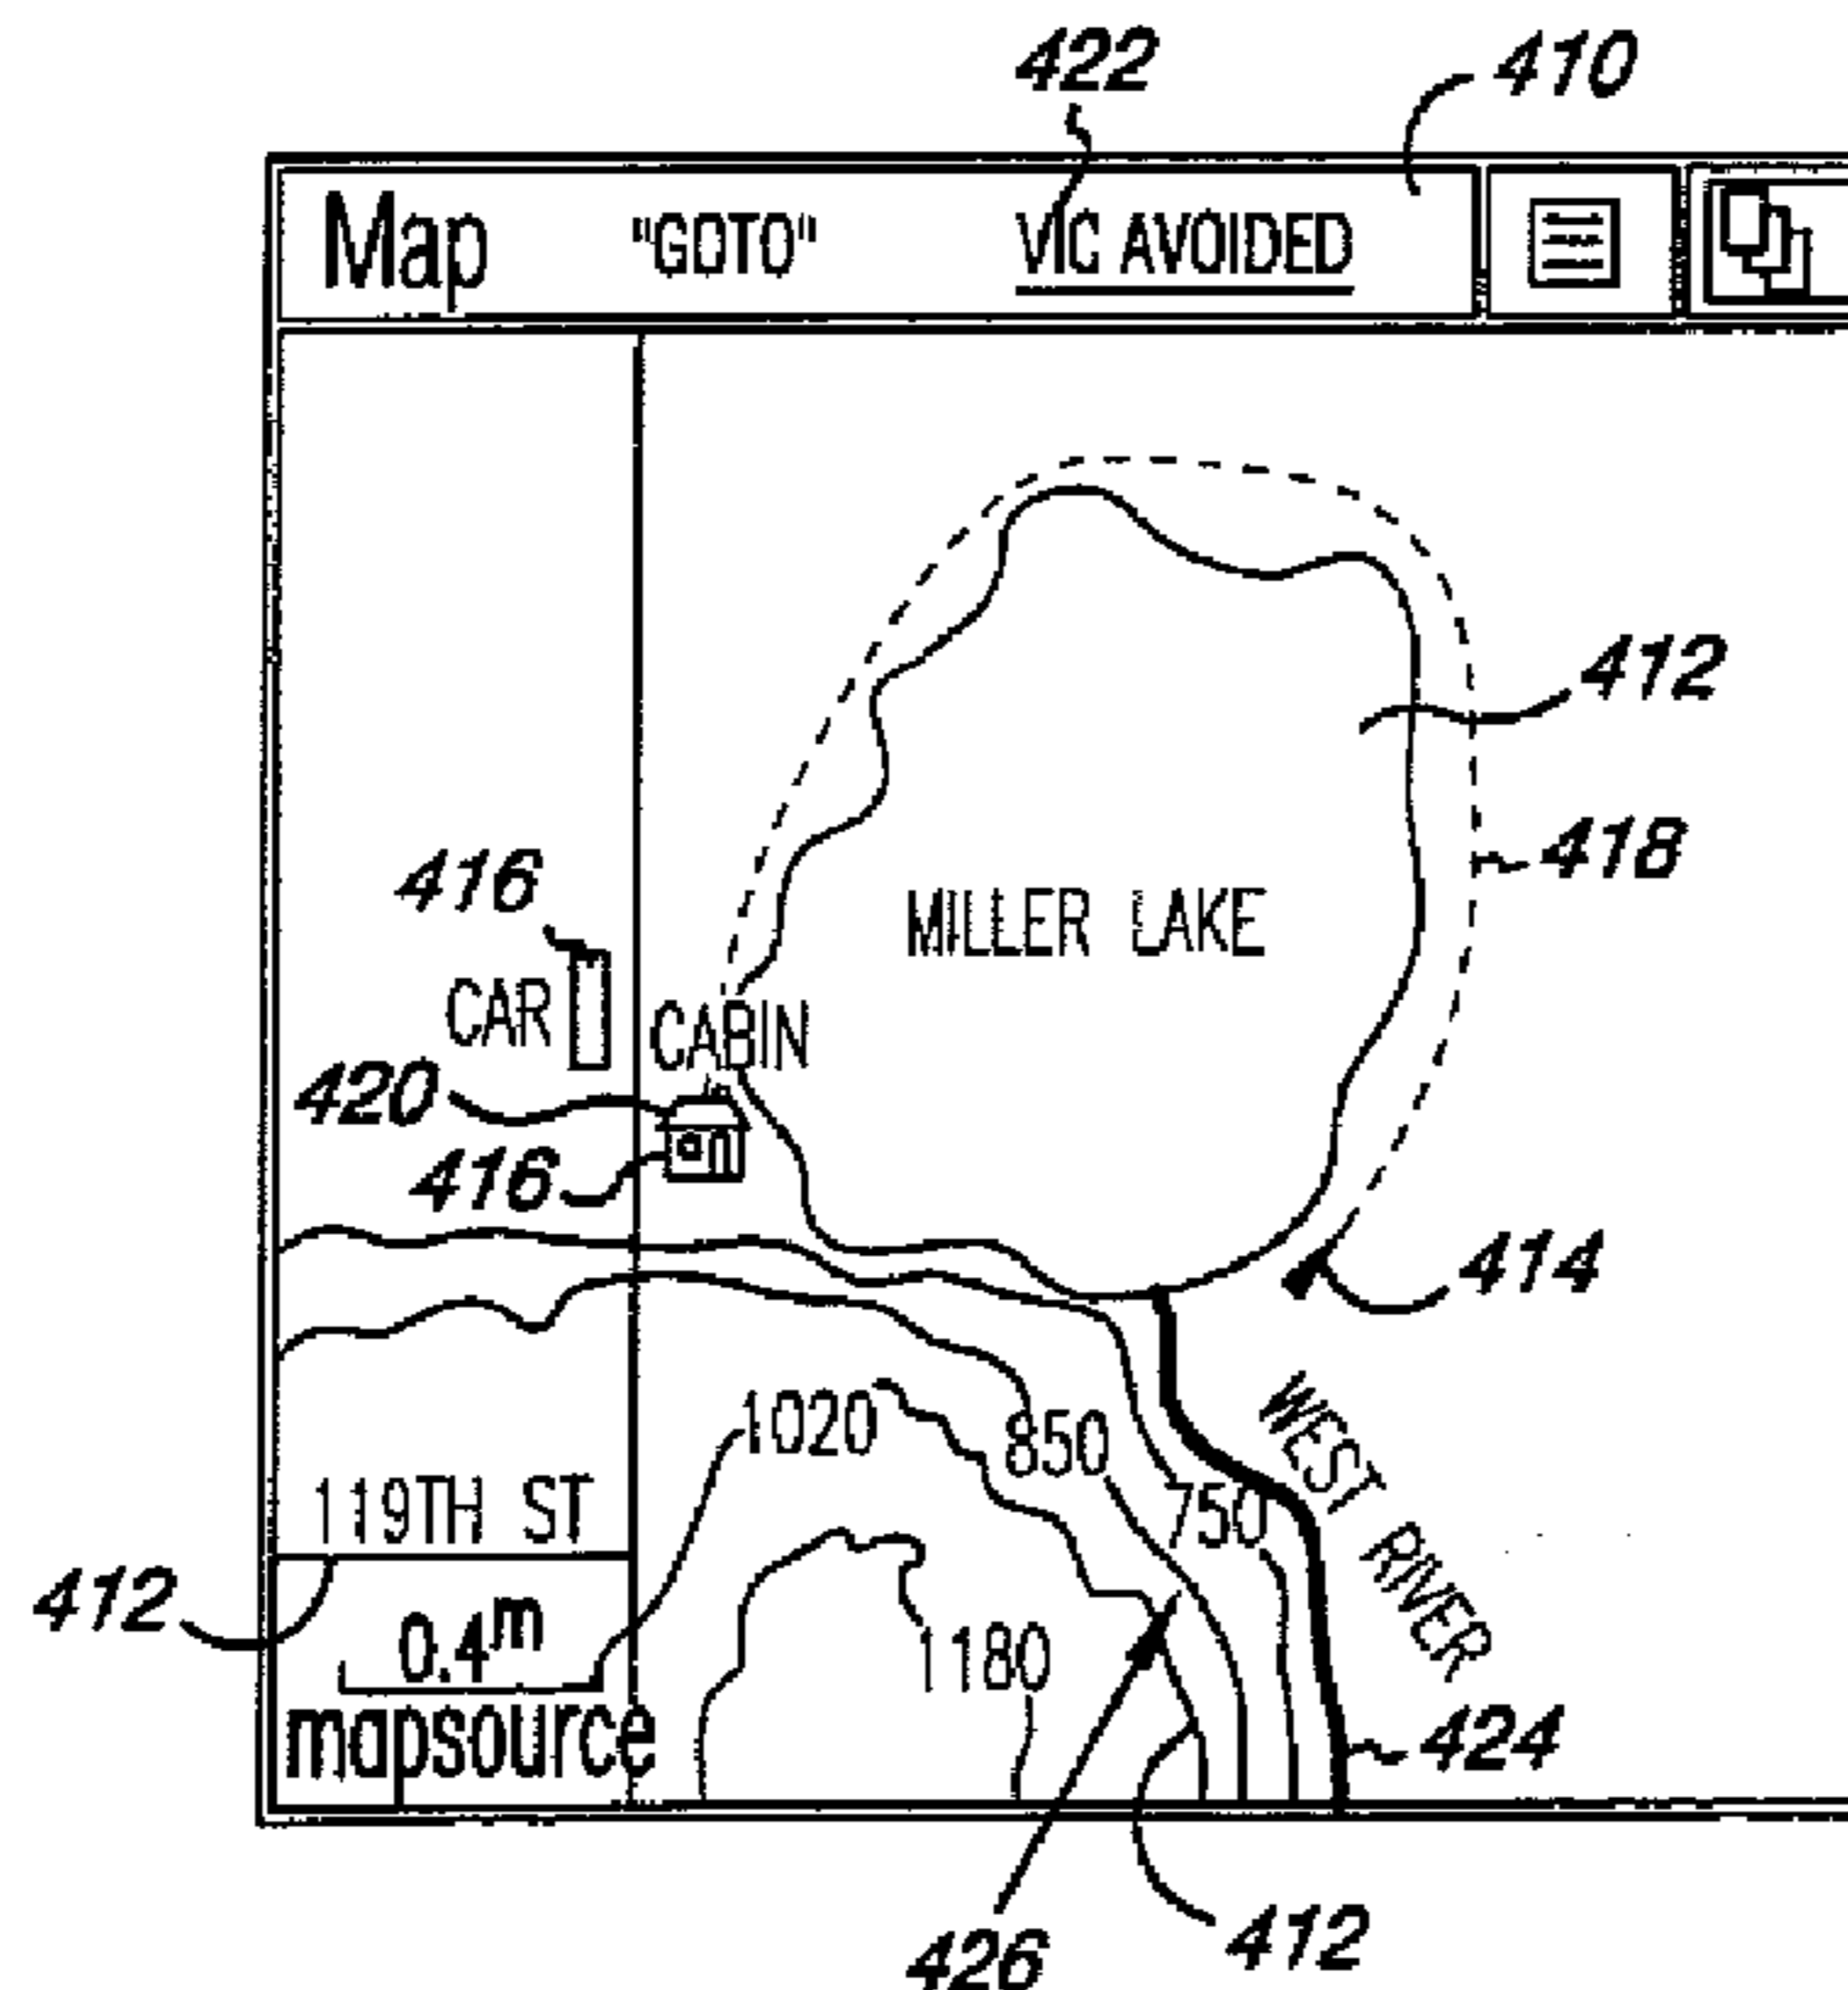 422
410
Map "GOTO" VIC AVOIDED
412
418
416
MILLER LAKE
CAR
CABIN
420
416
414
1020
850
WEST RIVER
119TH ST
750
412
0.4m
1180
mapsource
424
426
412